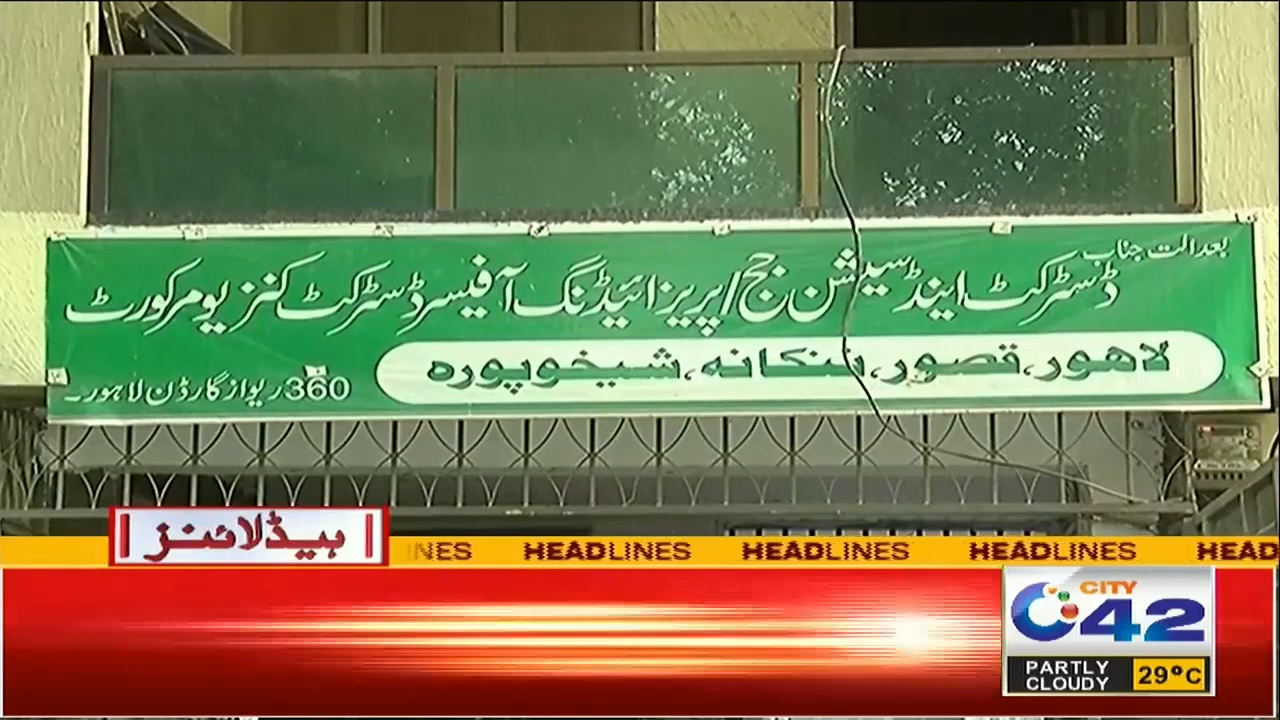 بعدالت جناب
ڈسٹرکٹ اینڈ سیشن جج / پریزائیڈنگ آفیسر ڈسٹرکٹ کنزیومر کورٹ
لاہور، قصور، ننکانہ، شیخوپورہ
360 ریواز گارڈن لاہور۔
ہیڈلائنز
INES HEADLINES HEADLINES HEADLINES HEAD
CITY
42
PARTLY CLOUDY 29°C